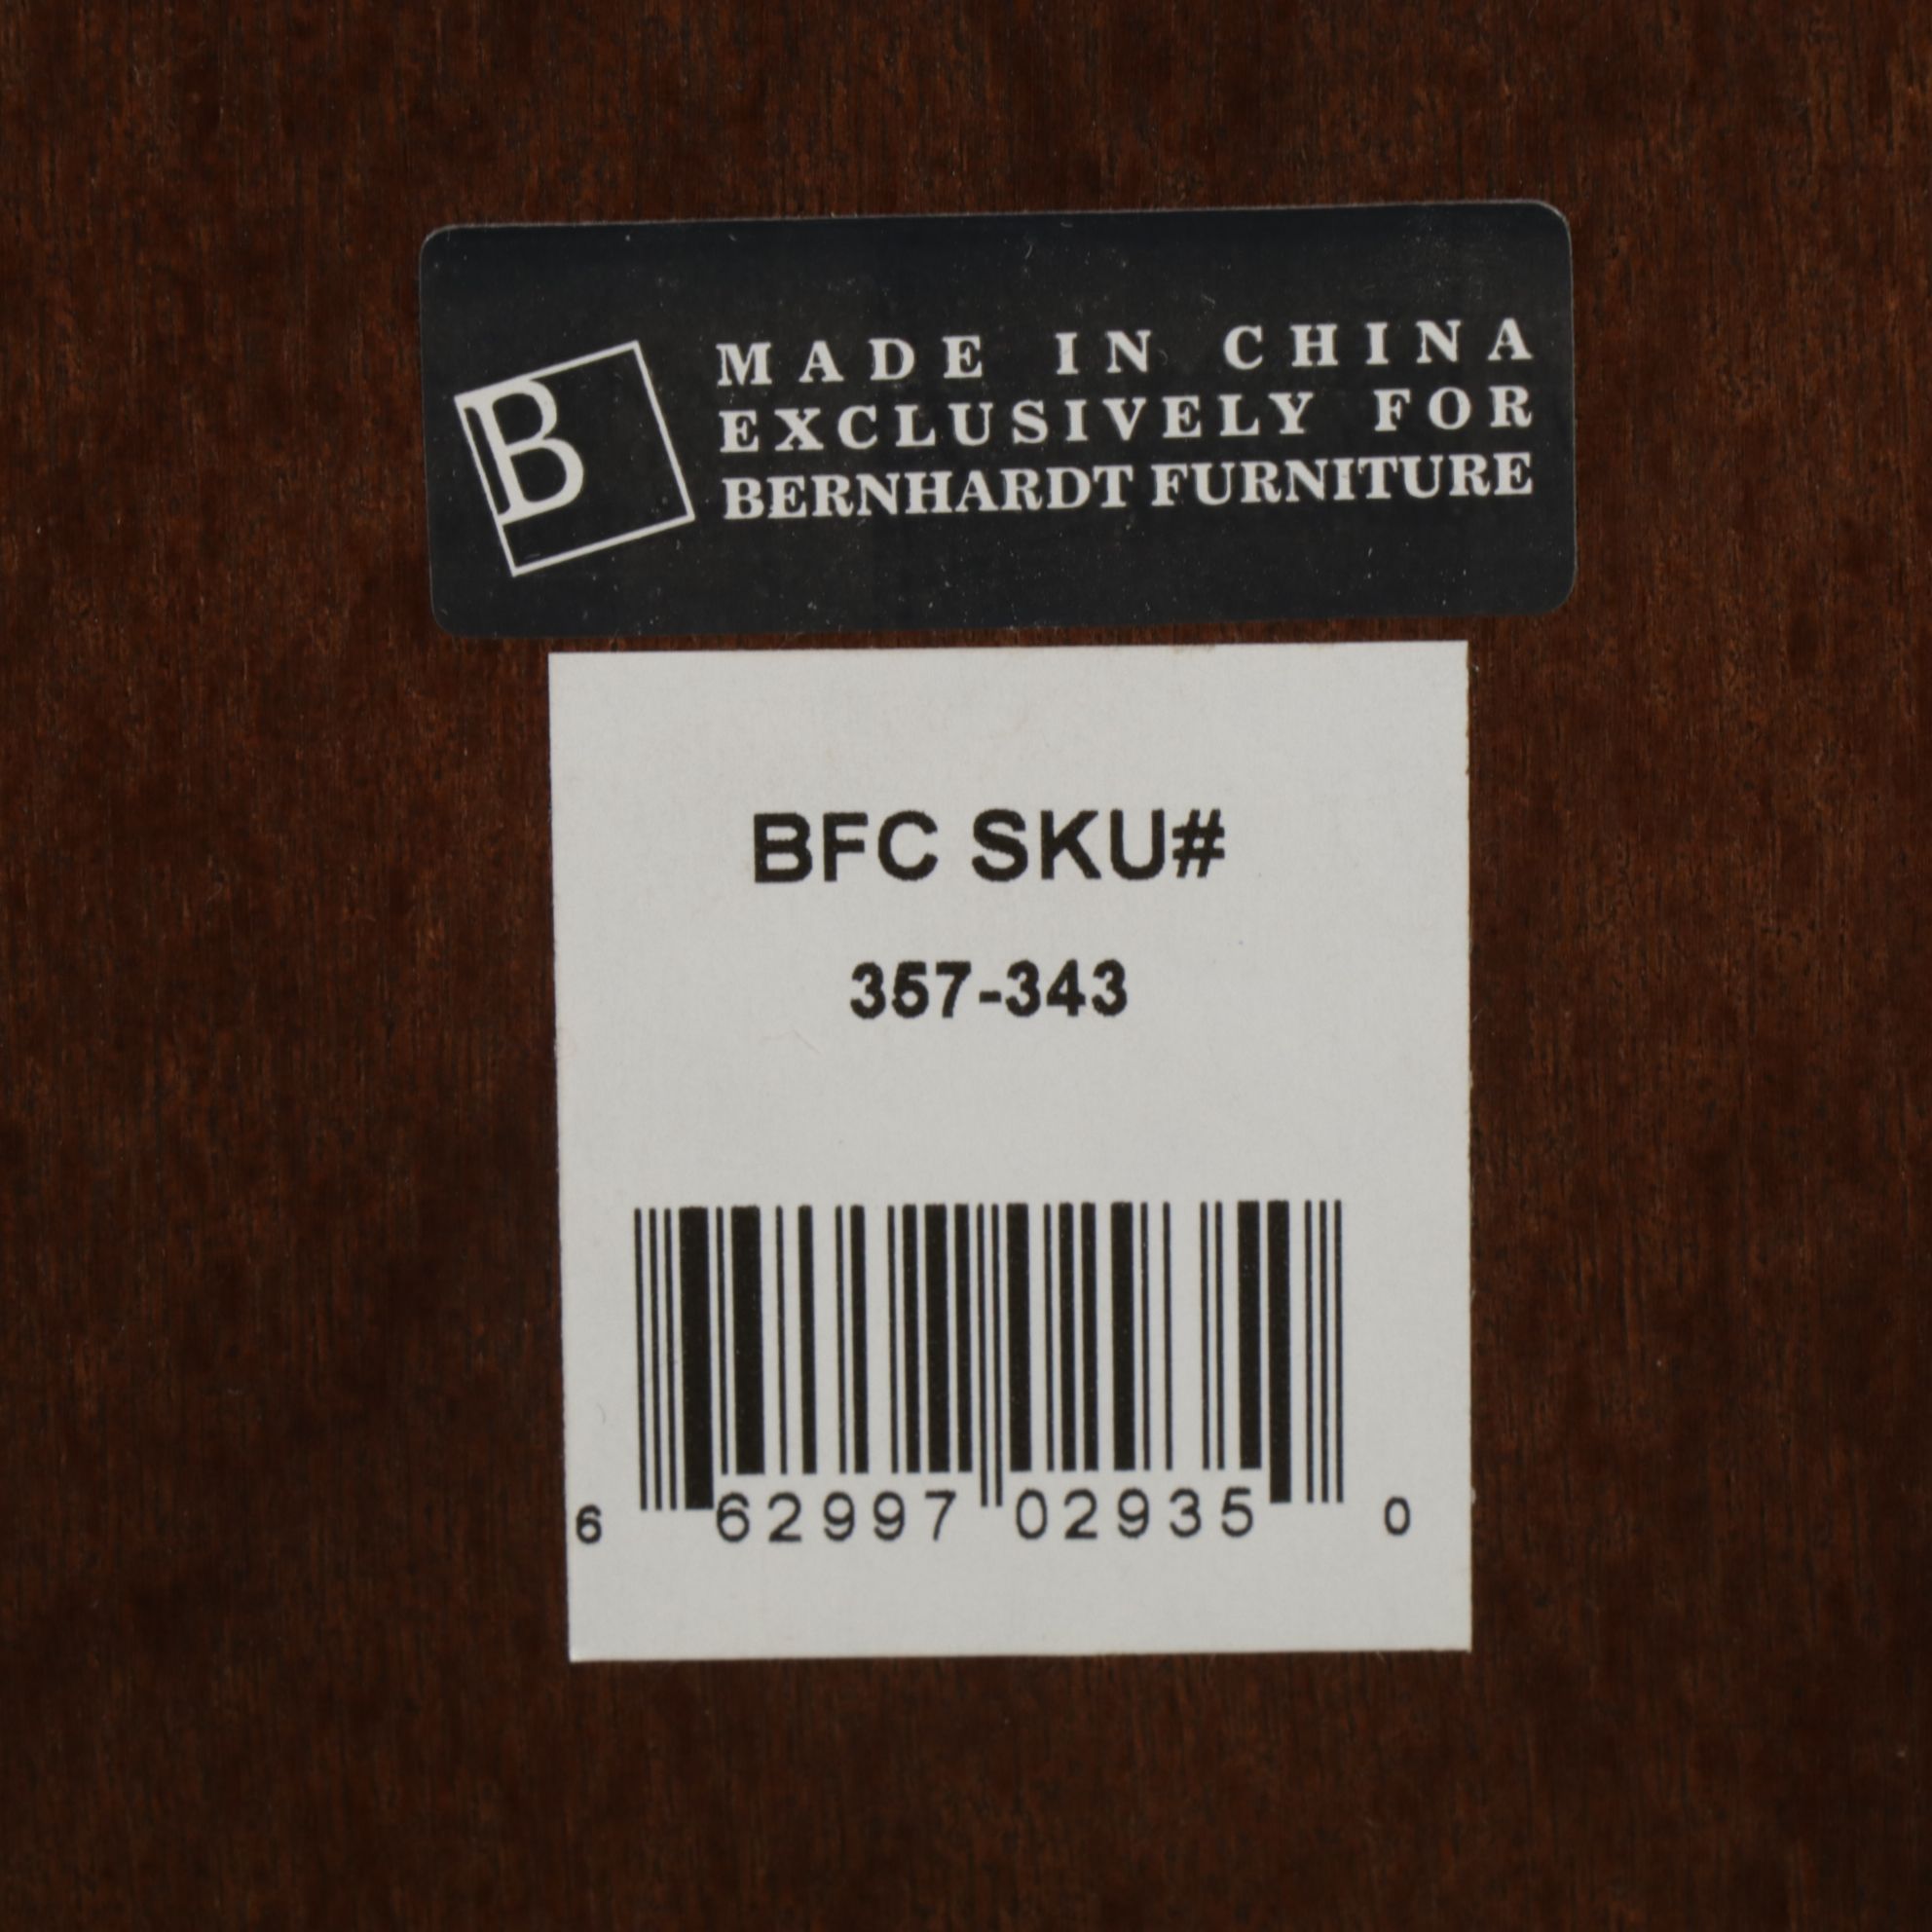 B
MADE IN CHINA
EXCLUSIVELY FOR
BERNHARDT FURNITURE
BFC SKU#
357-343
6 62997 02935 0